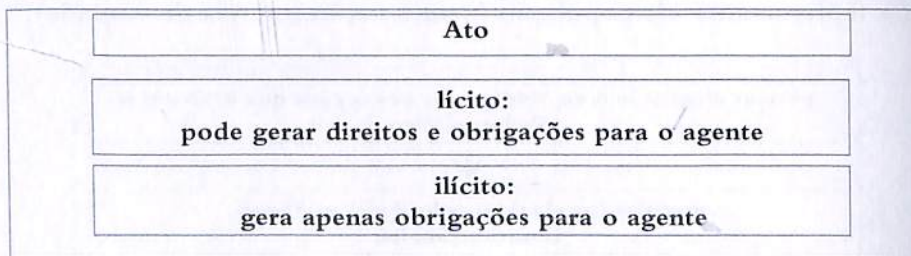 Ato
lícito:
pode gerar direitos e obrigações para o agente
ilícito:
gera apenas obrigações para o agente